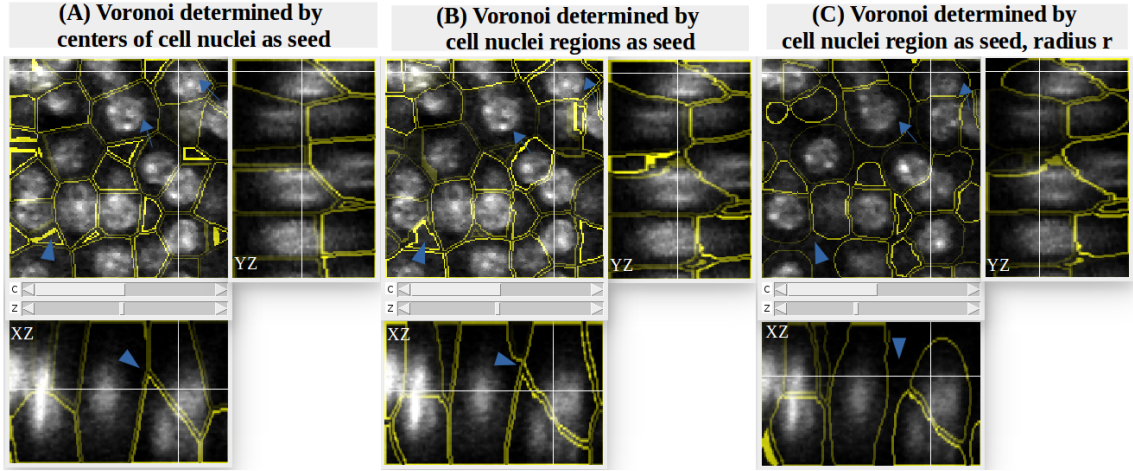 (A) Voronoi determined by
centers of cell nuclei as seed
(B) Voronoi determined by
cell nuclei regions as seed
(C) Voronoi determined by
cell nuclei region as seed, radius r
YZ
YZ
YZ
c
z
c
z
c
z
XZ
XZ
XZ